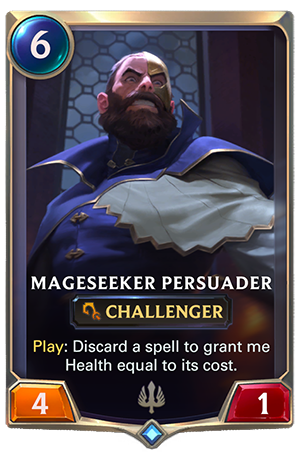 6
MAGESEEKER PERSUADER
CHALLENGER
Play: Discard a spell to grant me
Health equal to its cost.
4 1